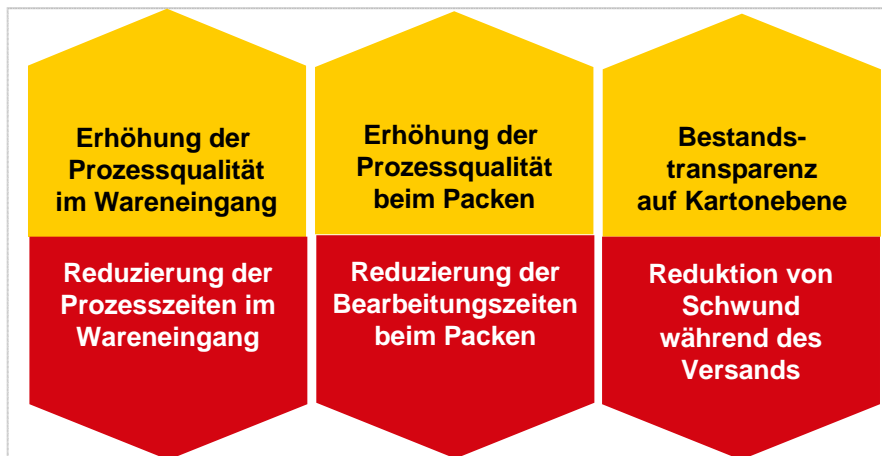 Erhöhung der
Prozessqualität
im Wareneingang
Erhöhung der
Prozessqualität
beim Packen
Bestands-
transparenz
auf Kartonebene
Reduzierung der
Prozesszeiten im
Wareneingang
Reduzierung der
Bearbeitungszeiten
beim Packen
Reduktion von
Schwund
während des
Versands